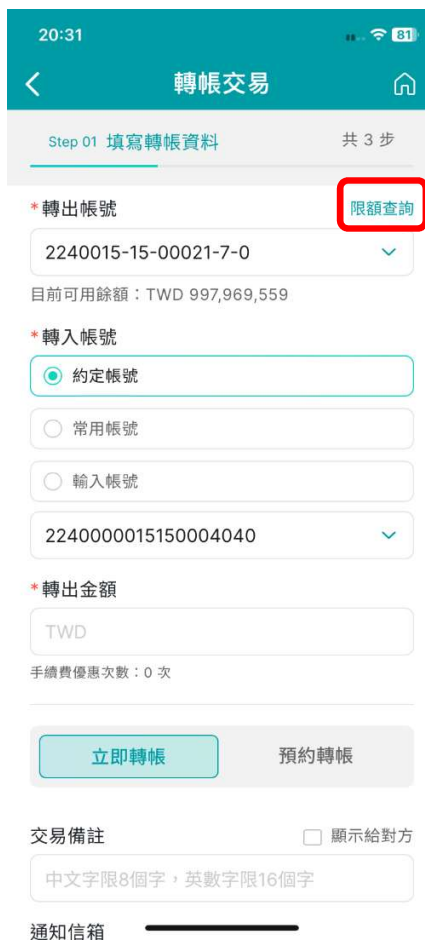 20:31
81
轉帳交易
Step 01 填寫轉帳資料
共 3 步
*轉出帳號
限額查詢
2240015-15-00021-7-0
目前可用餘額：TWD 997,969,559
*轉入帳號
約定帳號
常用帳號
輸入帳號
2240000015150004040
*轉出金額
TWD
手續費優惠次數：0 次
立即轉帳
預約轉帳
交易備註
顯示給對方
中文字限8個字，英數字限16個字
通知信箱